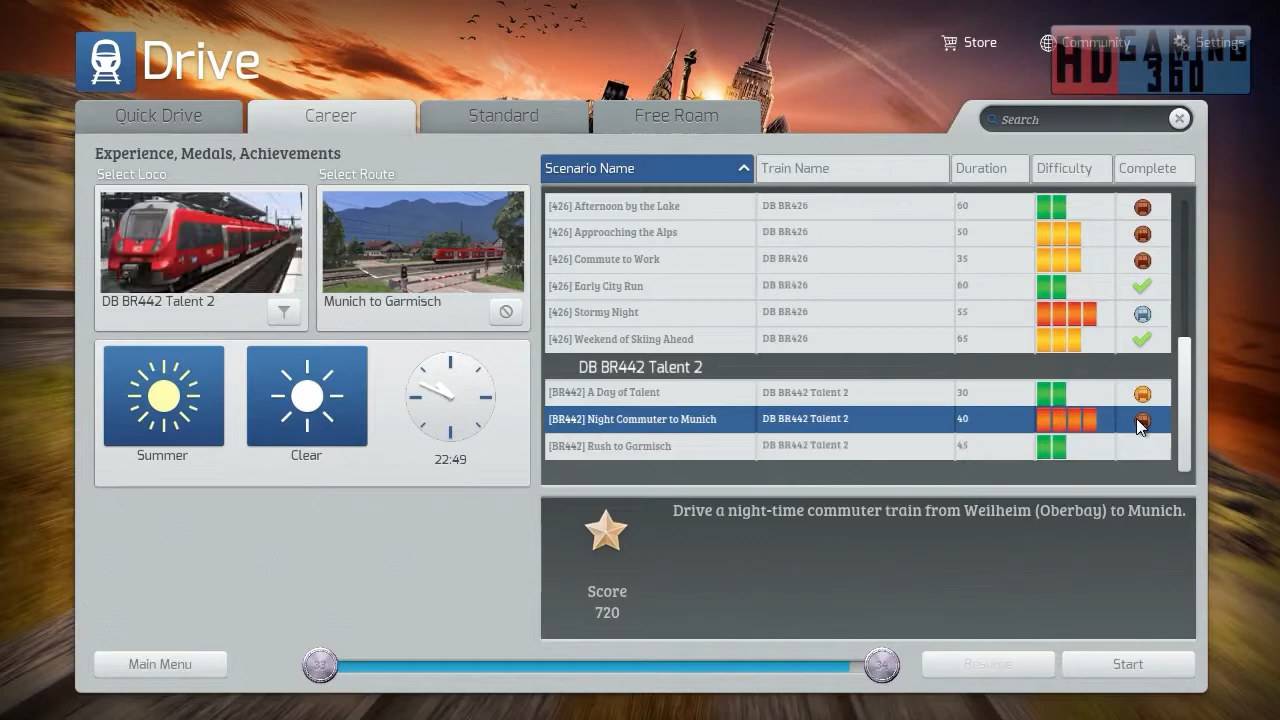 Drive
Store
Community
Settings
HD GAMING 360
Quick Drive
Career
Standard
Free Roam
Search
Experience, Medals, Achievements
Select Loco
Select Route
DB BR442 Talent 2
Munich to Garmisch
Summer
Clear
22:49
Scenario Name Train Name Duration Difficulty Complete
[426] Afternoon by the Lake DB BR426 60
[426] Approaching the Alps DB BR426 50
[426] Commute to Work DB BR426 35
[426] Early City Run DB BR426 60
[426] Stormy Night DB BR426 55
[426] Weekend of Skiing Ahead DB BR426 65
DB BR442 Talent 2
[BR442] A Day of Talent DB BR442 Talent 2 30
[BR442] Night Commuter to Munich DB BR442 Talent 2 40
[BR442] Rush to Garmisch DB BR442 Talent 2 45
Drive a night-time commuter train from Weilheim (Oberbay) to Munich.
Score
720
Main Menu
33
34
Resume
Start